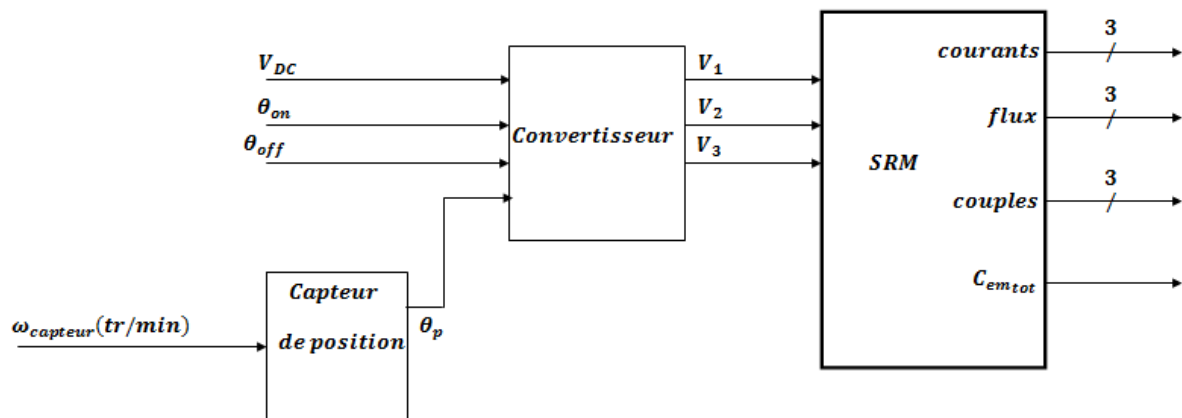 V_DC
θ_on
θ_off
Convertisseur
V_1
V_2
V_3
SRM
courants
3
flux
3
couples
3
C_em_tot
ω_capteur(tr/min)
Capteur
de position
θ_p